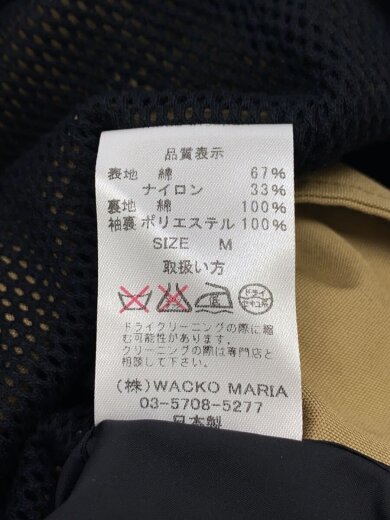 品質表示
表地 綿 67%
ナイロン 33%
裏地 綿 100%
袖裏 ポリエステル 100%
SIZE M
取扱い方
ドライ
セキユ系
ドライクリーニングの際に縮
む可能性があります。
クリーニングの際は専門店と
相談して下さい。
(株)WACKO MARIA
03-5708-5277
日本製